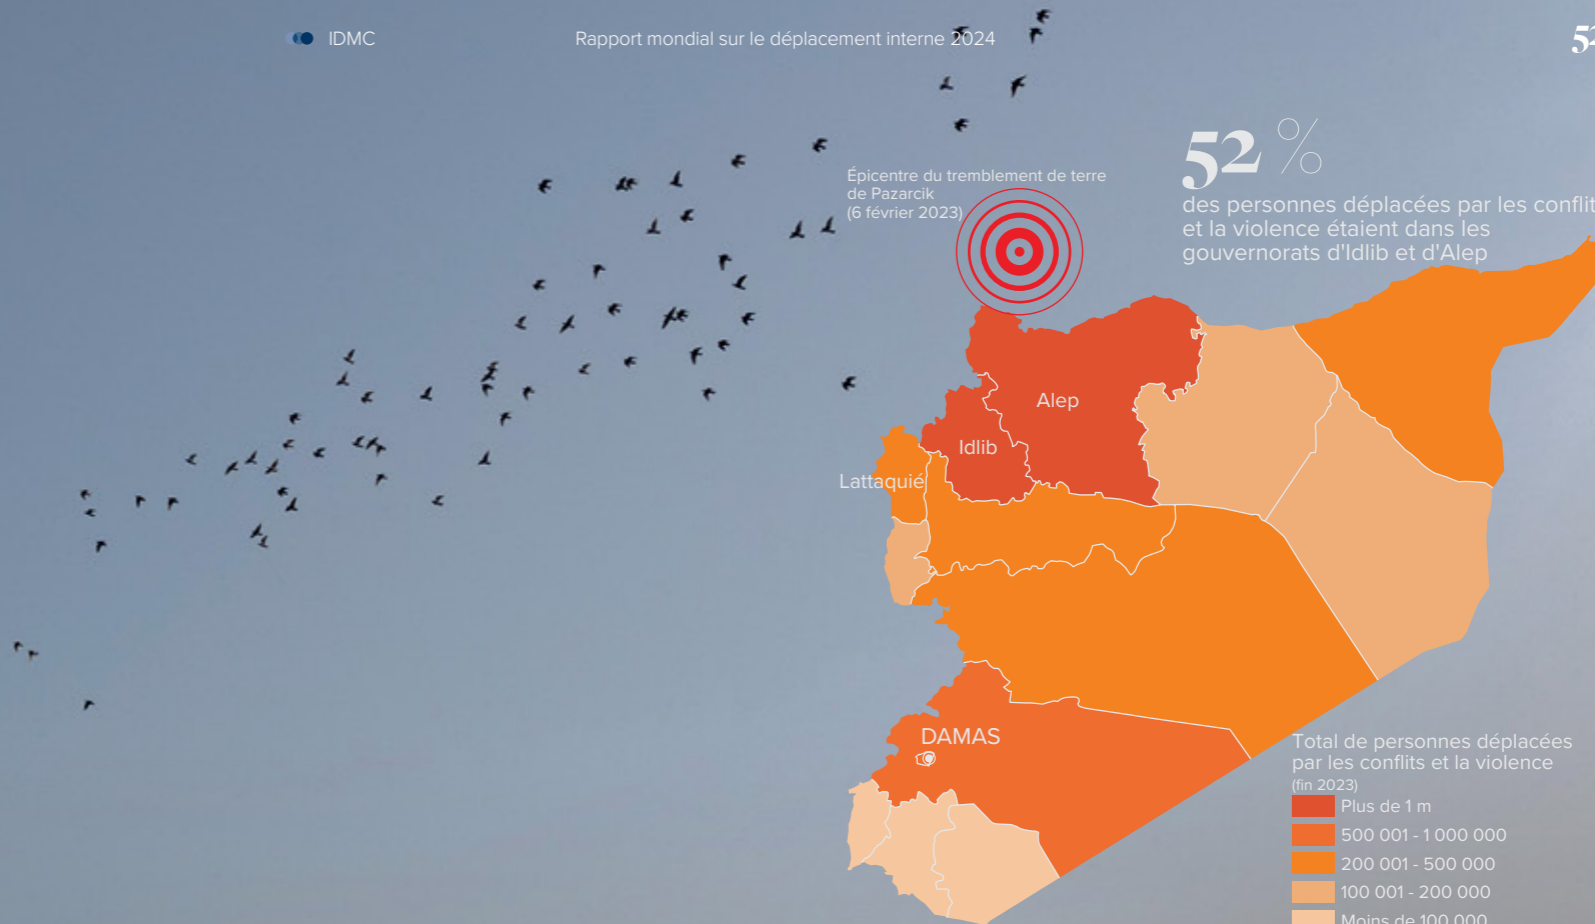 IDMC
Rapport mondial sur le déplacement interne 2024
52
52 %
des personnes déplacées par les conflit
et la violence étaient dans les
gouvernorats d'Idlib et d'Alep
Épicentre du tremblement de terre
de Pazarcik
(6 février 2023)
Alep
Idlib
Lattaquié
DAMAS
Total de personnes déplacées
par les conflits et la violence
(fin 2023)
Plus de 1 m
500 001 - 1 000 000
200 001 - 500 000
100 001 - 200 000
Moins de 100 000